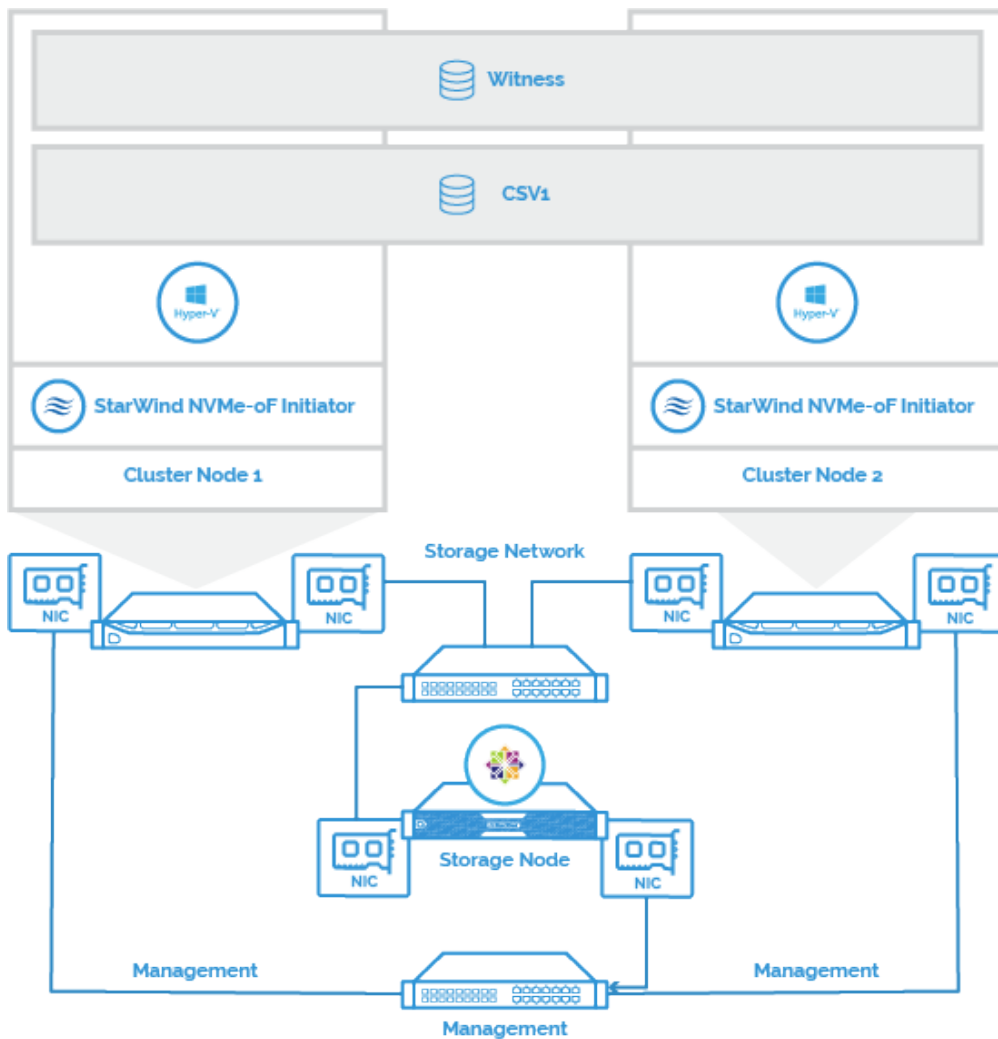 Witness
CSV1
Hyper-V
Hyper-V
StarWind NVMe-oF Initiator
StarWind NVMe-oF Initiator
Cluster Node 1
Cluster Node 2
Storage Network
NIC
NIC
NIC
NIC
Storage Node
NIC
NIC
Management
Management
Management